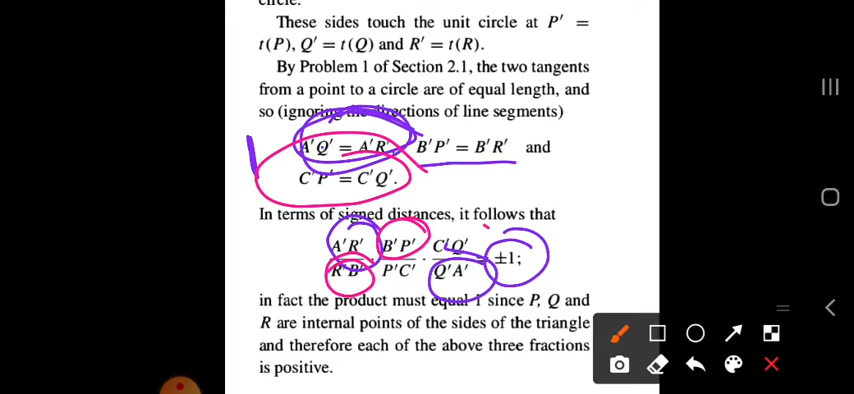 circle.
These sides touch the unit circle at P′ =
t(P), Q′ = t(Q) and R′ = t(R).
By Problem 1 of Section 2.1, the two tangents
from a point to a circle are of equal length, and
so (ignoring the directions of line segments)
A′Q′ = A′R′, B′P′ = B′R′ and
C′P′ = C′Q′.
In terms of signed distances, it follows that
A′R′/R′B′ · B′P′/P′C′ · C′Q′/Q′A′ = ±1;
in fact the product must equal 1 since P, Q and
R are internal points of the sides of the triangle
and therefore each of the above three fractions
is positive.